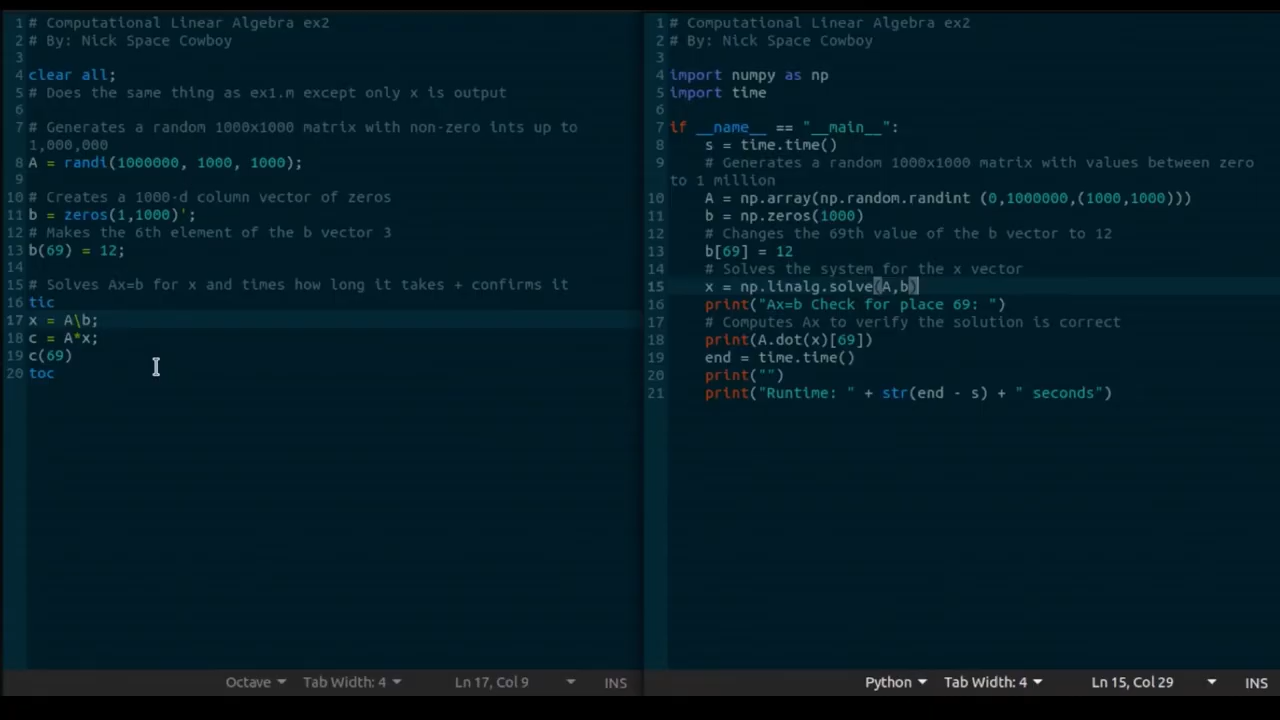 1 # Computational Linear Algebra ex2
2 # By: Nick Space Cowboy
3
4 clear all;
5 # Does the same thing as ex1.m except only x is output
6
7 # Generates a random 1000x1000 matrix with non-zero ints up to
1,000,000
8 A = randi(1000000, 1000, 1000);
9
10 # Creates a 1000-d column vector of zeros
11 b = zeros(1,1000)';
12 # Makes the 6th element of the b vector 3
13 b(69) = 12;
14
15 # Solves Ax=b for x and times how long it takes + confirms it
16 tic
17 x = A\b;
18 c = A*x;
19 c(69)
20 toc
Octave Tab Width: 4 Ln 17, Col 9 INS
1 # Computational Linear Algebra ex2
2 # By: Nick Space Cowboy
3
4 import numpy as np
5 import time
6
7 if __name__ == "__main__":
8 s = time.time()
9 # Generates a random 1000x1000 matrix with values between zero
to 1 million
10 A = np.array(np.random.randint (0,1000000,(1000,1000)))
11 b = np.zeros(1000)
12 # Changes the 69th value of the b vector to 12
13 b[69] = 12
14 # Solves the system for the x vector
15 x = np.linalg.solve(A,b)
16 print("Ax=b Check for place 69: ")
17 # Computes Ax to verify the solution is correct
18 print(A.dot(x)[69])
19 end = time.time()
20 print("")
21 print("Runtime: " + str(end - s) + " seconds")
Python Tab Width: 4 Ln 15, Col 29 INS